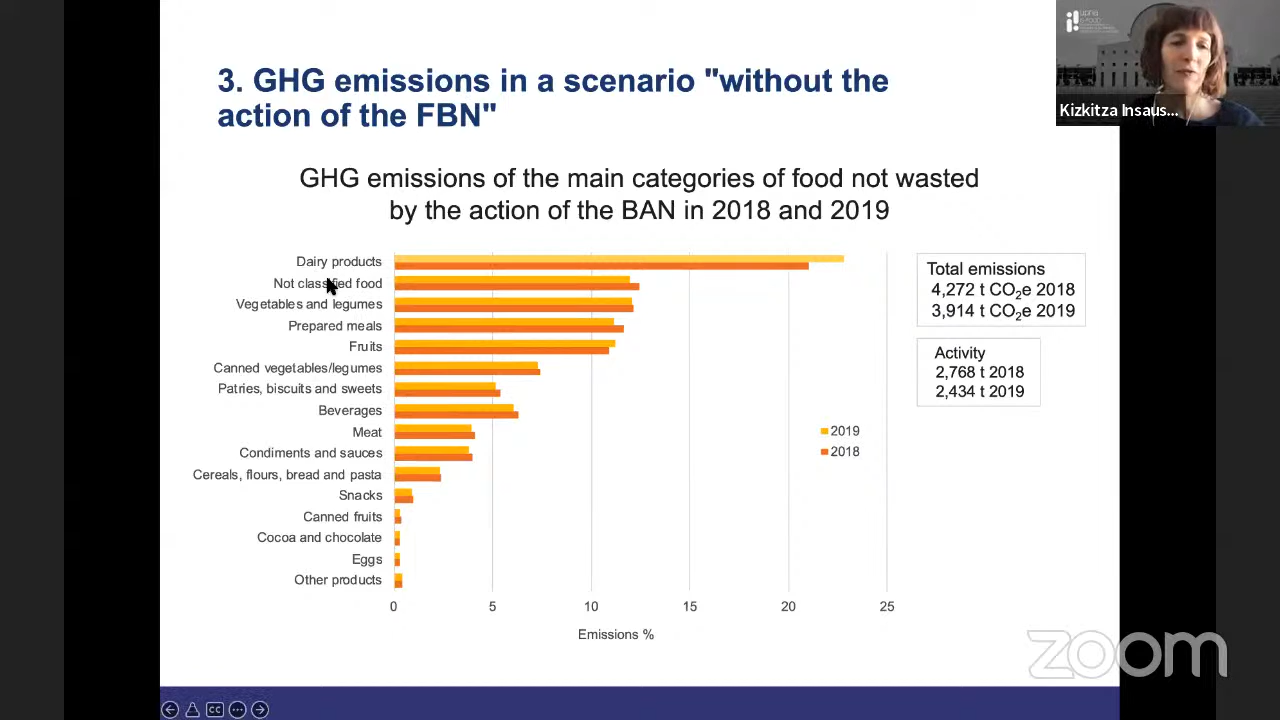 3. GHG emissions in a scenario "without the
action of the FBN"
GHG emissions of the main categories of food not wasted
by the action of the BAN in 2018 and 2019
Dairy products
Not classified food
Vegetables and legumes
Prepared meals
Fruits
Canned vegetables/legumes
Patries, biscuits and sweets
Beverages
Meat
Condiments and sauces
Cereals, flours, bread and pasta
Snacks
Canned fruits
Cocoa and chocolate
Eggs
Other products
0 5 10 15 20 25
Emissions %
2019
2018
Total emissions
4,272 t CO₂e 2018
3,914 t CO₂e 2019
Activity
2,768 t 2018
2,434 t 2019
upna
Kizkitza Insaus...
CC
zoom